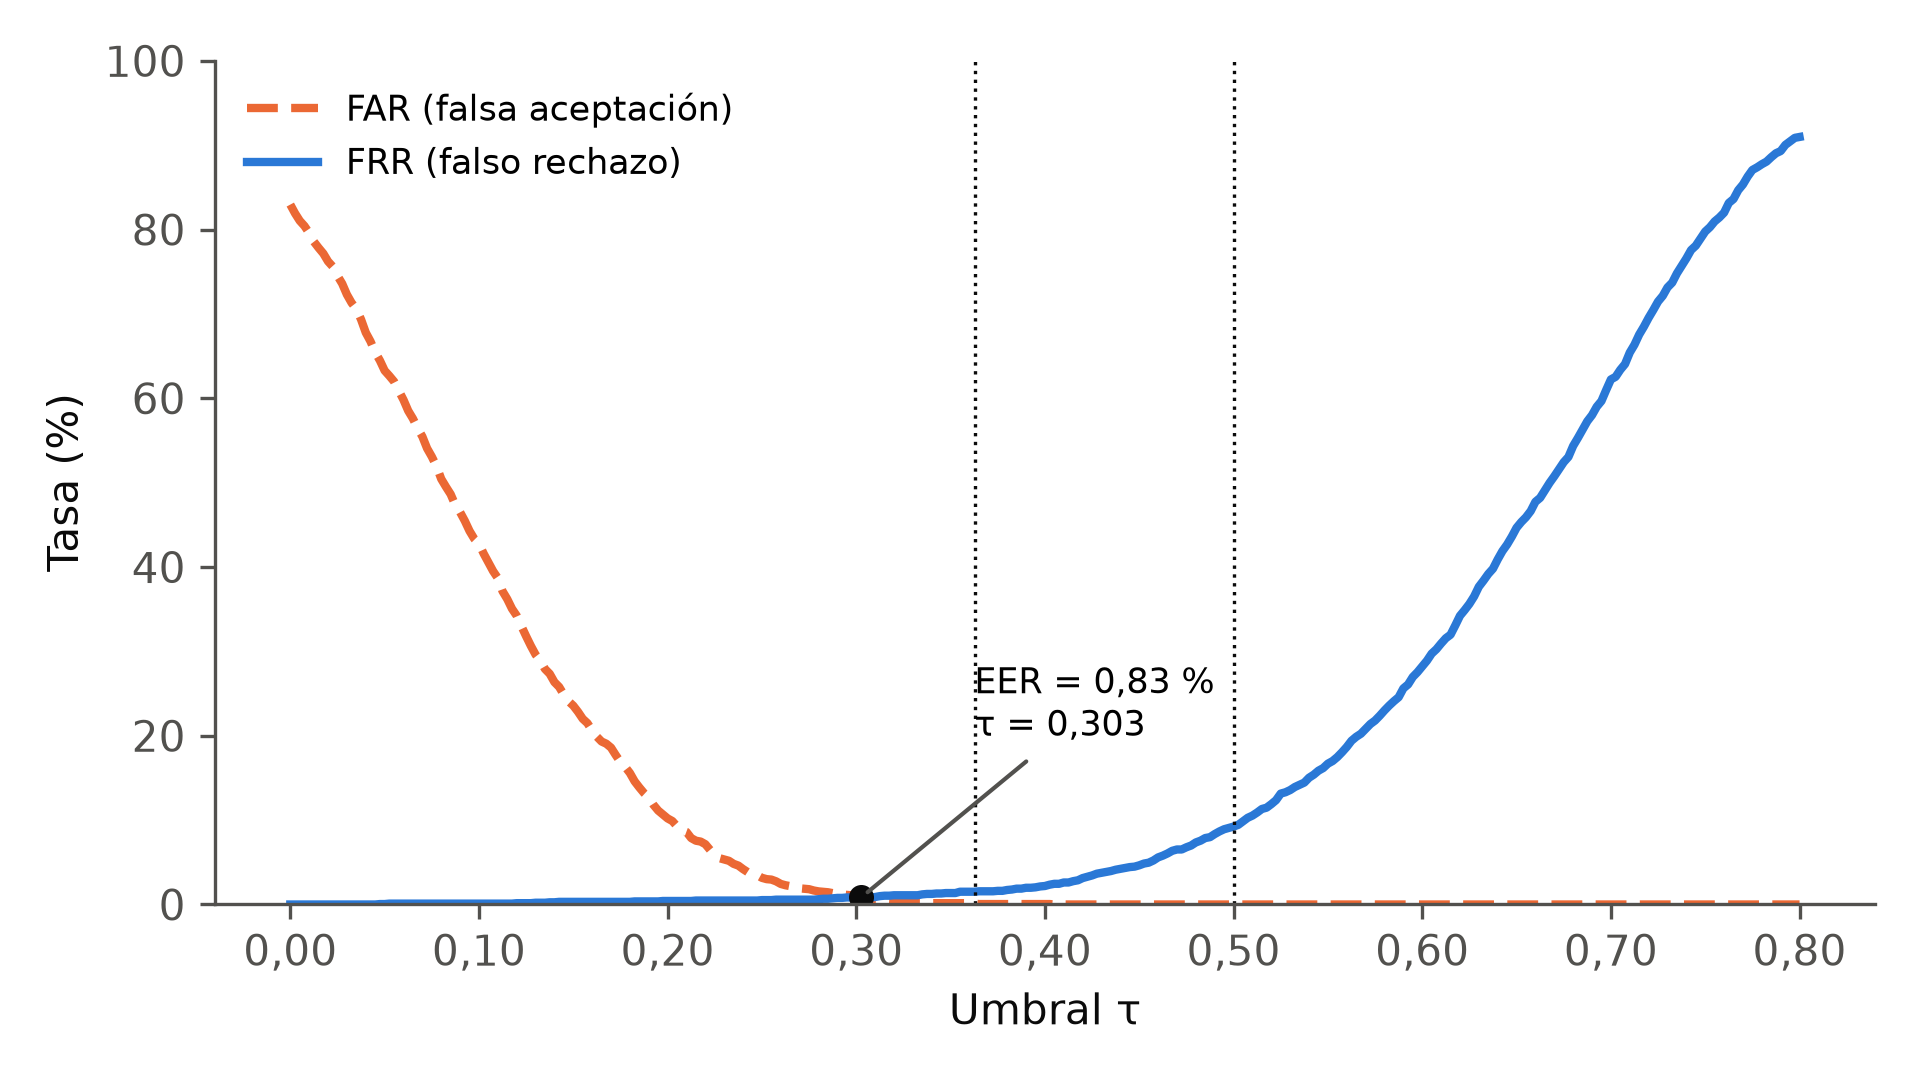 100
80
60
40
20
0
Tasa (%)
FAR (falsa aceptación)
FRR (falso rechazo)
EER = 0,83 %
τ = 0,303
0,00 0,10 0,20 0,30 0,40 0,50 0,60 0,70 0,80
Umbral τ